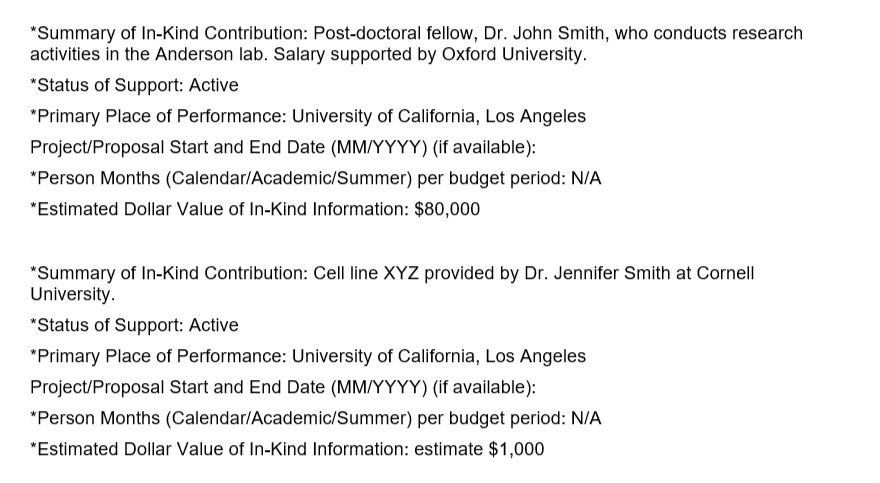 *Summary of In-Kind Contribution: Post-doctoral fellow, Dr. John Smith, who conducts research
activities in the Anderson lab. Salary supported by Oxford University.
*Status of Support: Active
*Primary Place of Performance: University of California, Los Angeles
Project/Proposal Start and End Date (MM/YYYY) (if available):
*Person Months (Calendar/Academic/Summer) per budget period: N/A
*Estimated Dollar Value of In-Kind Information: $80,000
*Summary of In-Kind Contribution: Cell line XYZ provided by Dr. Jennifer Smith at Cornell
University.
*Status of Support: Active
*Primary Place of Performance: University of California, Los Angeles
Project/Proposal Start and End Date (MM/YYYY) (if available):
*Person Months (Calendar/Academic/Summer) per budget period: N/A
*Estimated Dollar Value of In-Kind Information: estimate $1,000